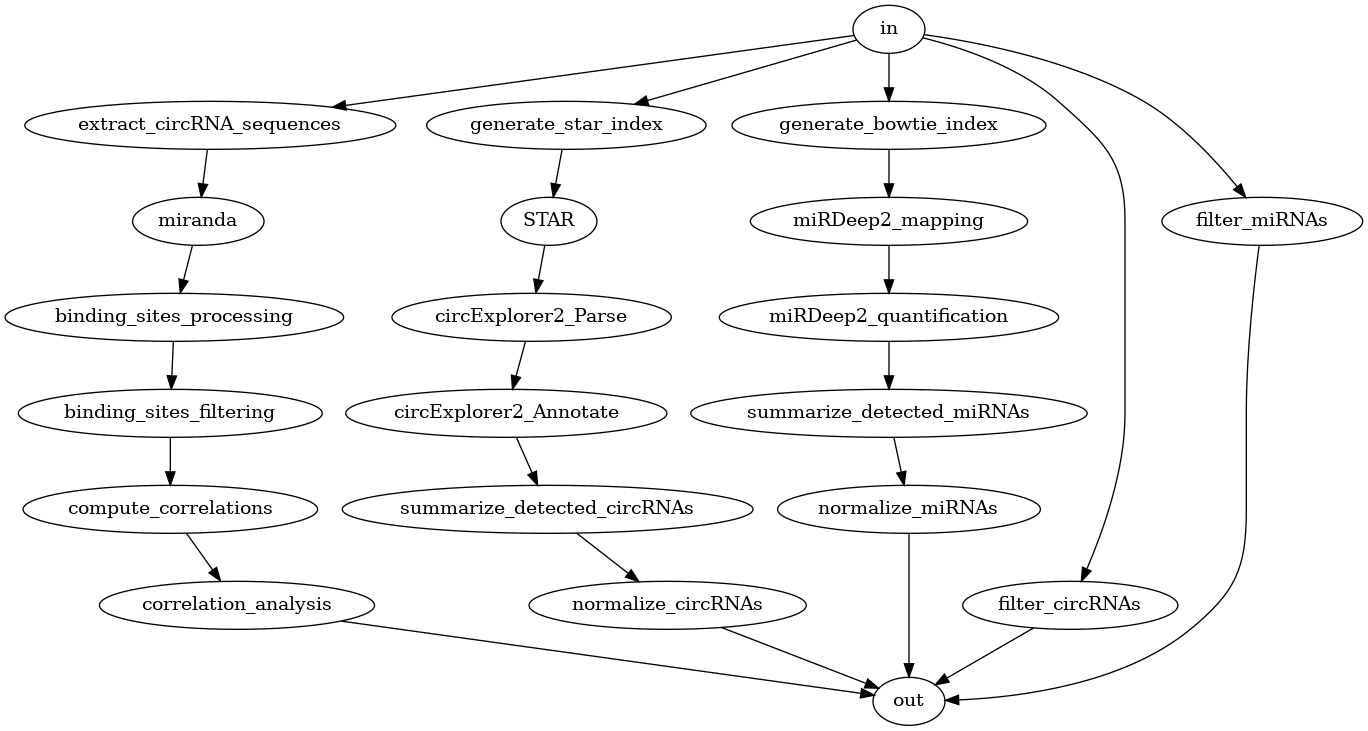 in
extract_circRNA_sequences
generate_star_index
generate_bowtie_index
miranda
STAR
miRDeep2_mapping
filter_miRNAs
binding_sites_processing
circExplorer2_Parse
miRDeep2_quantification
binding_sites_filtering
circExplorer2_Annotate
summarize_detected_miRNAs
compute_correlations
summarize_detected_circRNAs
normalize_miRNAs
correlation_analysis
normalize_circRNAs
filter_circRNAs
out